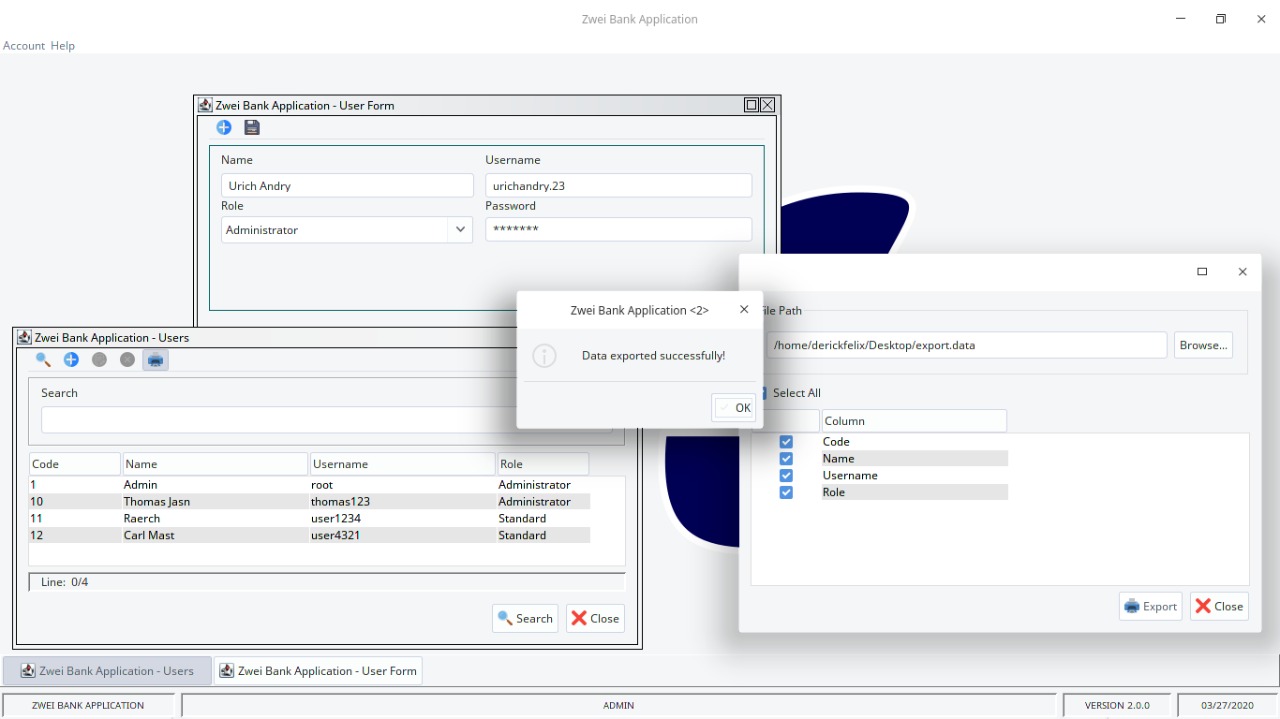 Zwei Bank Application
Account Help
Zwei Bank Application - User Form
Name
Username
Urich Andry
urichandry.23
Role
Password
Administrator
*******
Zwei Bank Application <2>
Data exported successfully!
OK
File Path
/home/derickfelix/Desktop/export.data
Browse...
Select All
Column
Code
Name
Username
Role
Export
Close
Zwei Bank Application - Users
Search
Code Name Username Role
1 Admin root Administrator
10 Thomas Jasn thomas123 Administrator
11 Raerch user1234 Standard
12 Carl Mast user4321 Standard
Line: 0/4
Search
Close
Zwei Bank Application - Users
Zwei Bank Application - User Form
ZWEI BANK APPLICATION
ADMIN
VERSION 2.0.0
03/27/2020